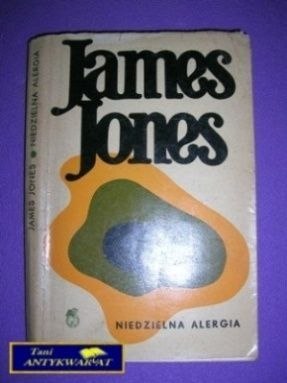 James
Jones
NIEDZIELNA ALERGIA
JAMES JONES ● NIEDZIELNA ALERGIA
Tani
ANTYKWARIAT